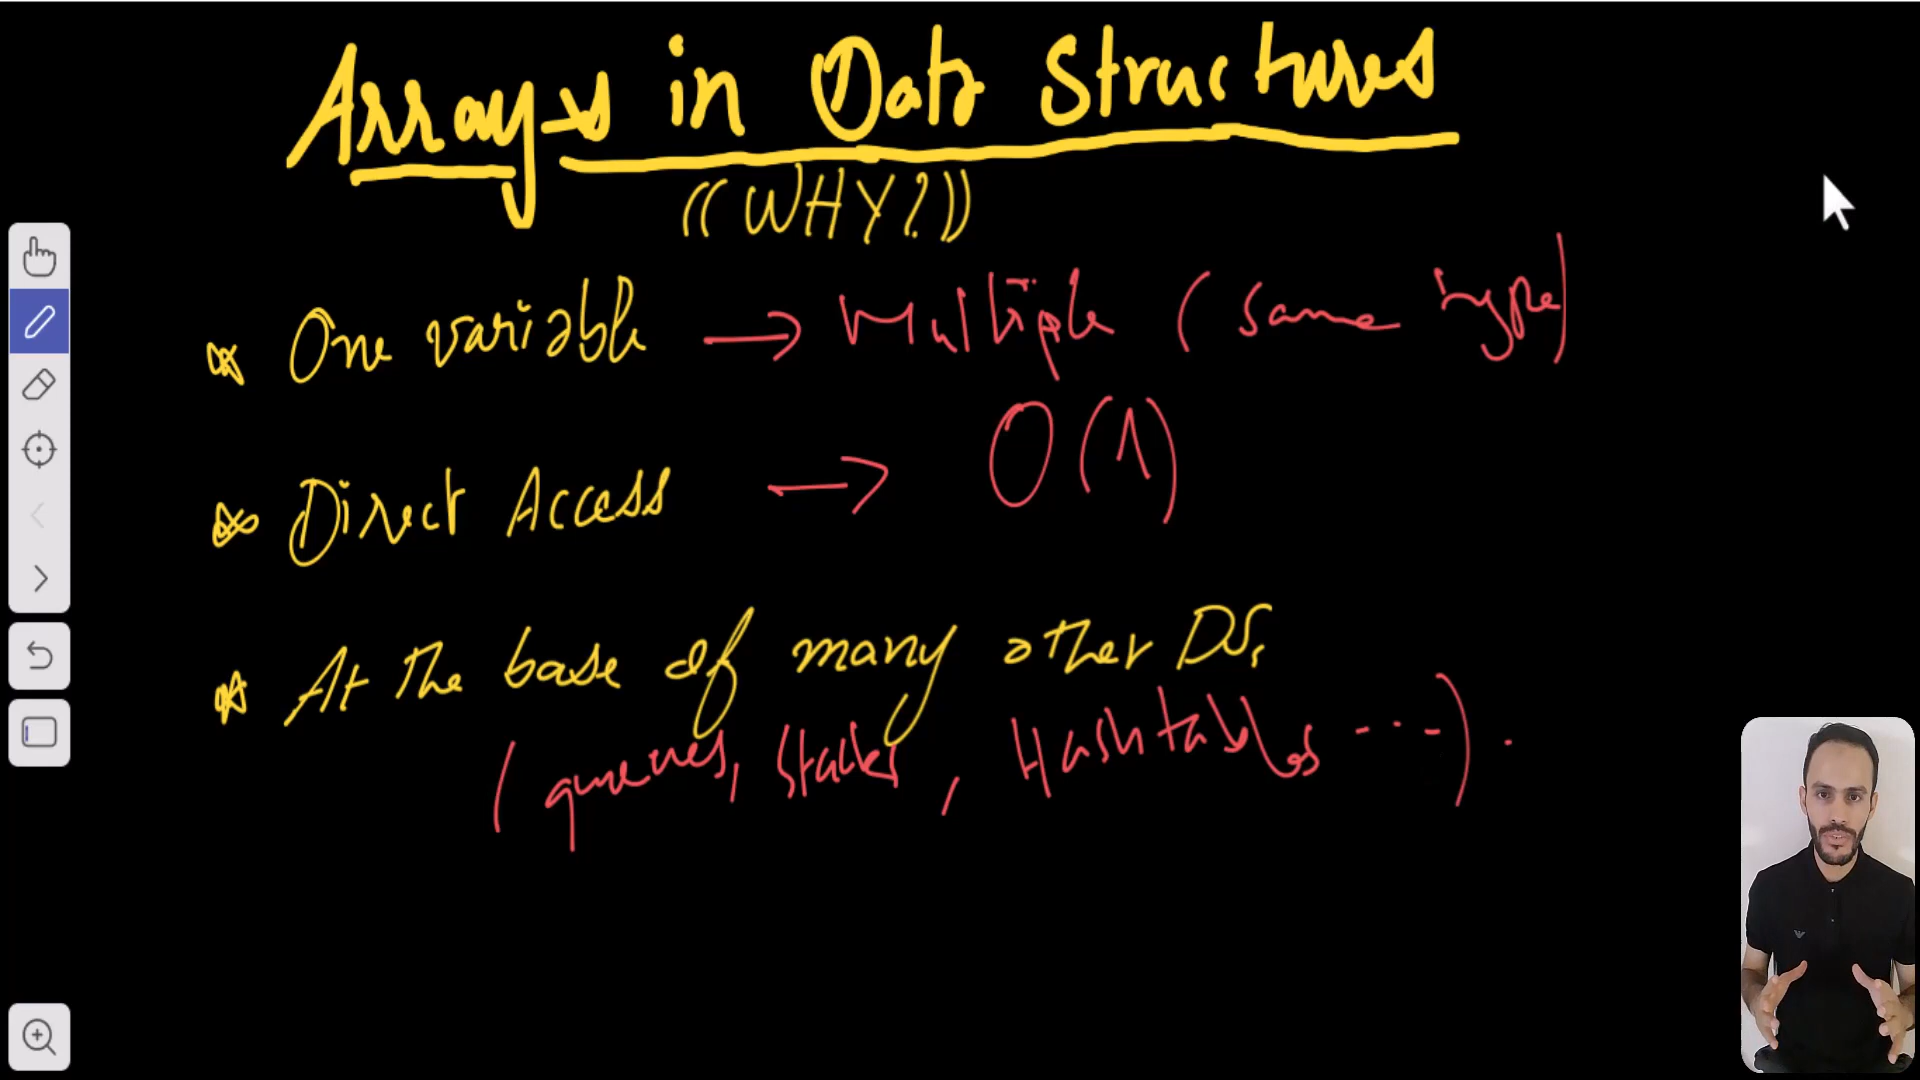 Arrays in Data Structures
((WHY?))
One variable → Multiple (same type)
Direct Access → O(1)
At the base of many other DS,
(queues, stacks, Hashtables ...).